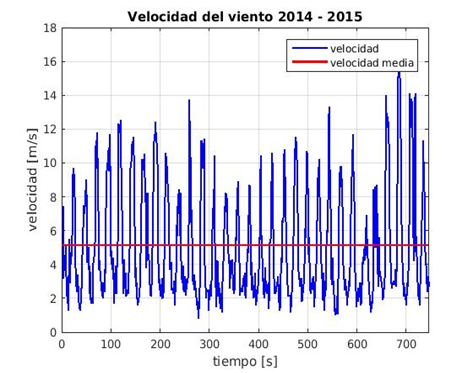 Velocidad del viento 2014 - 2015
velocidad
velocidad media
velocidad [m/s]
18
16
14
12
10
8
6
4
2
0
0 100 200 300 400 500 600 700
tiempo [s]